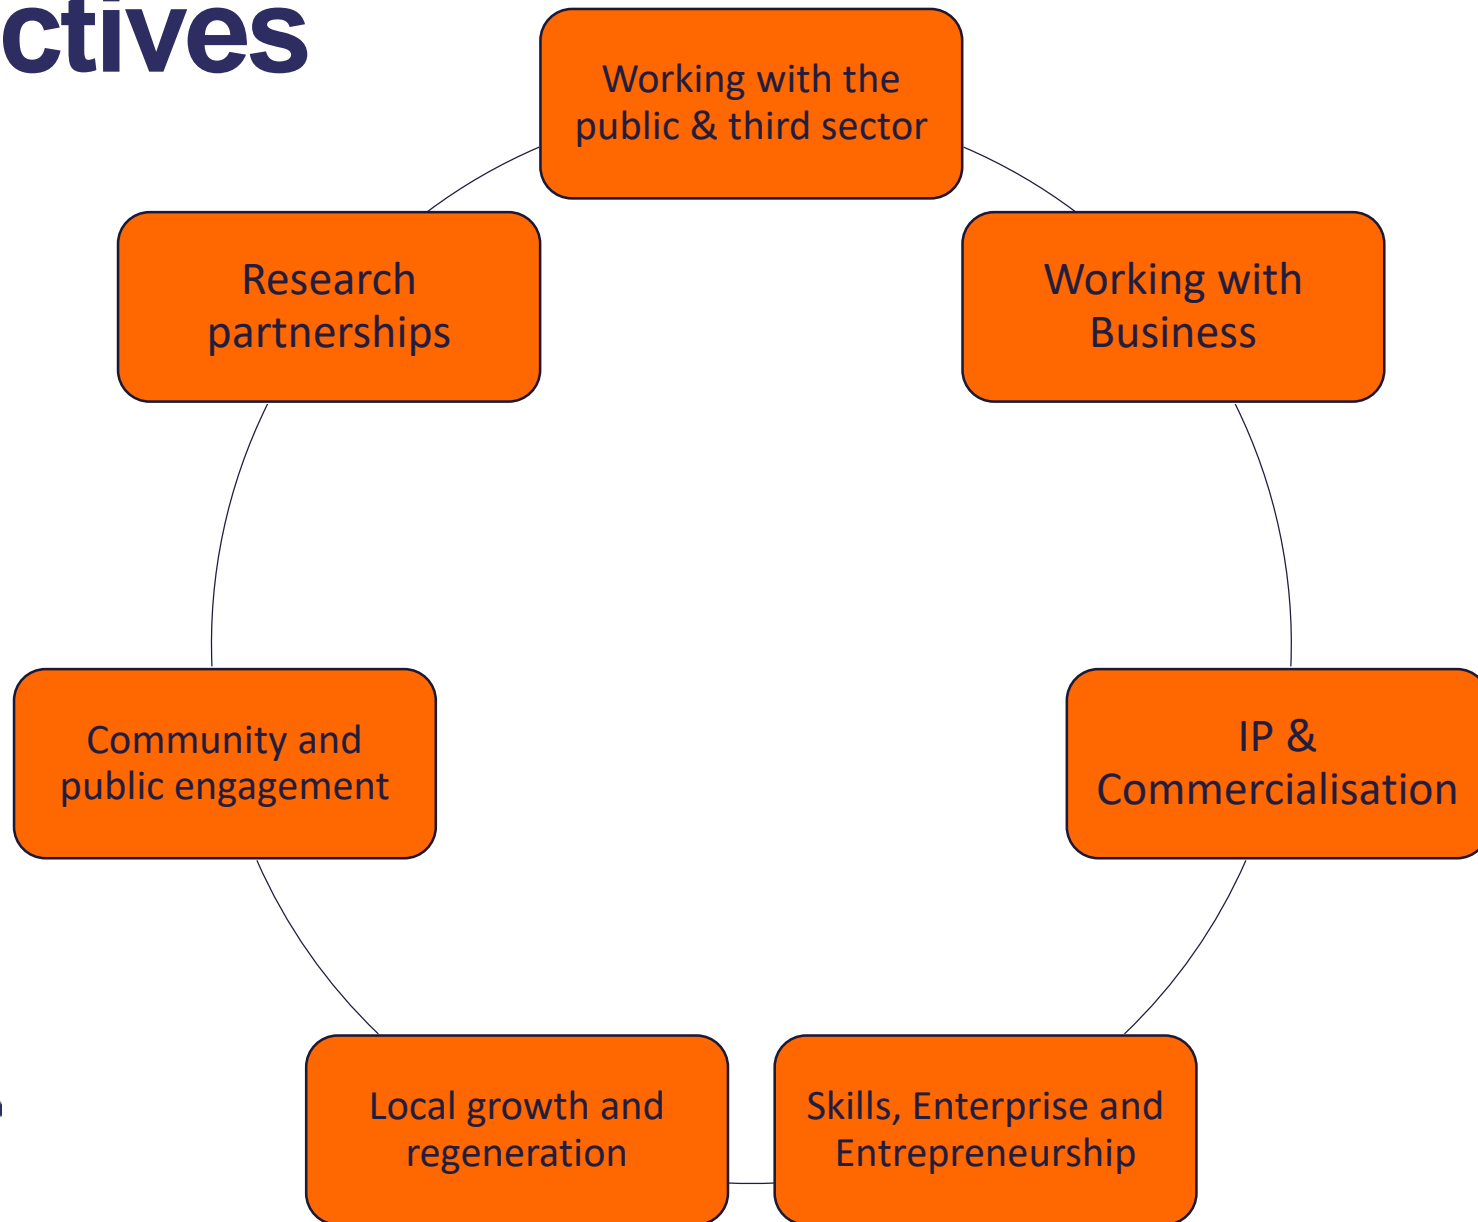 ctives
Working with the
public & third sector
Working with
Business
IP &
Commercialisation
Skills, Enterprise and
Entrepreneurship
Local growth and
regeneration
Community and
public engagement
Research
partnerships